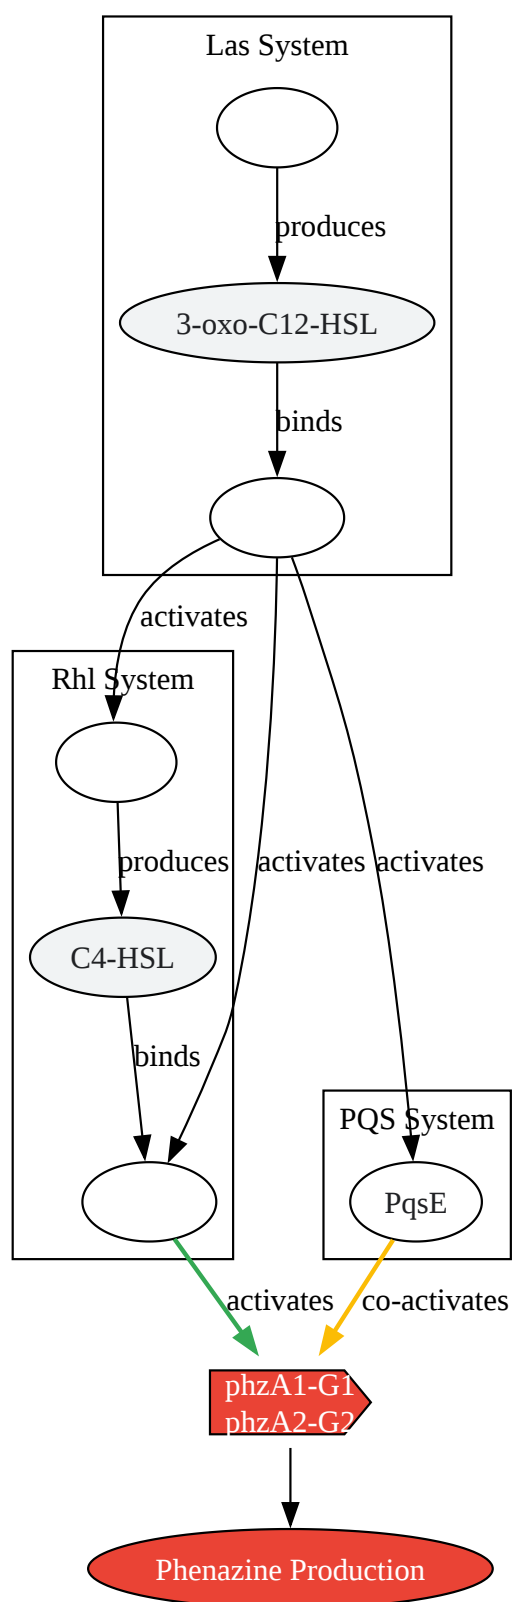 Las System
produces
3-oxo-C12-HSL
binds
activates
Rhl System
produces
activates
activates
C4-HSL
binds
PQS System
PqsE
activates
co-activates
phzA1-G1
phzA2-G2
Phenazine Production